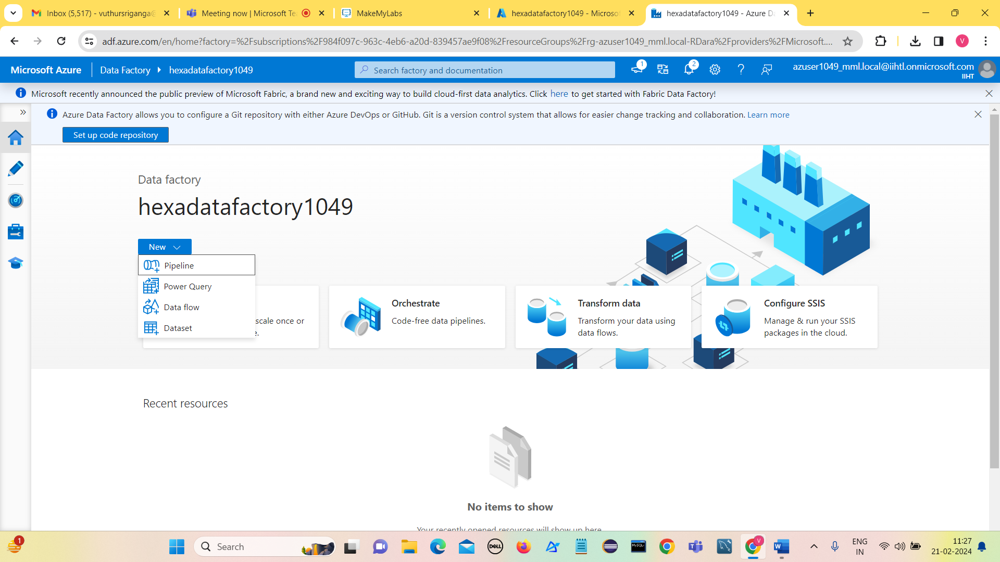 Inbox (5,517) - vuthursriganga@
Meeting now | Microsoft Te
MakeMyLabs
hexadatafactory1049 - Microso
hexadatafactory1049 - Azure Da
adf.azure.com/en/home?factory=%2Fsubscriptions%2F984f097c-963c-4eb6-a20d-839457ae9f08%2FresourceGroups%2Frg-azuser1049_mml.local-RDara%2Fproviders%2FMicrosoft....
V
Microsoft Azure
Data Factory
hexadatafactory1049
Search factory and documentation
1
2
azuser1049_mml.local@iihtl.onmicrosoft.com
IIHT
Microsoft recently announced the public preview of Microsoft Fabric, a brand new and exciting way to build cloud-first data analytics. Click here to get started with Fabric Data Factory!
Azure Data Factory allows you to configure a Git repository with either Azure DevOps or GitHub. Git is a version control system that allows for easier change tracking and collaboration. Learn more
Set up code repository
Data factory
hexadatafactory1049
New
Pipeline
Power Query
Data flow
Dataset
scale once or
e.
Orchestrate
Code-free data pipelines.
Transform data
Transform your data using
data flows.
Configure SSIS
Manage & run your SSIS
packages in the cloud.
Recent resources
No items to show
Your recently opened resources will show up here
1
Search
DELL
MySQL
V
W
ENG
IN
11:27
21-02-2024